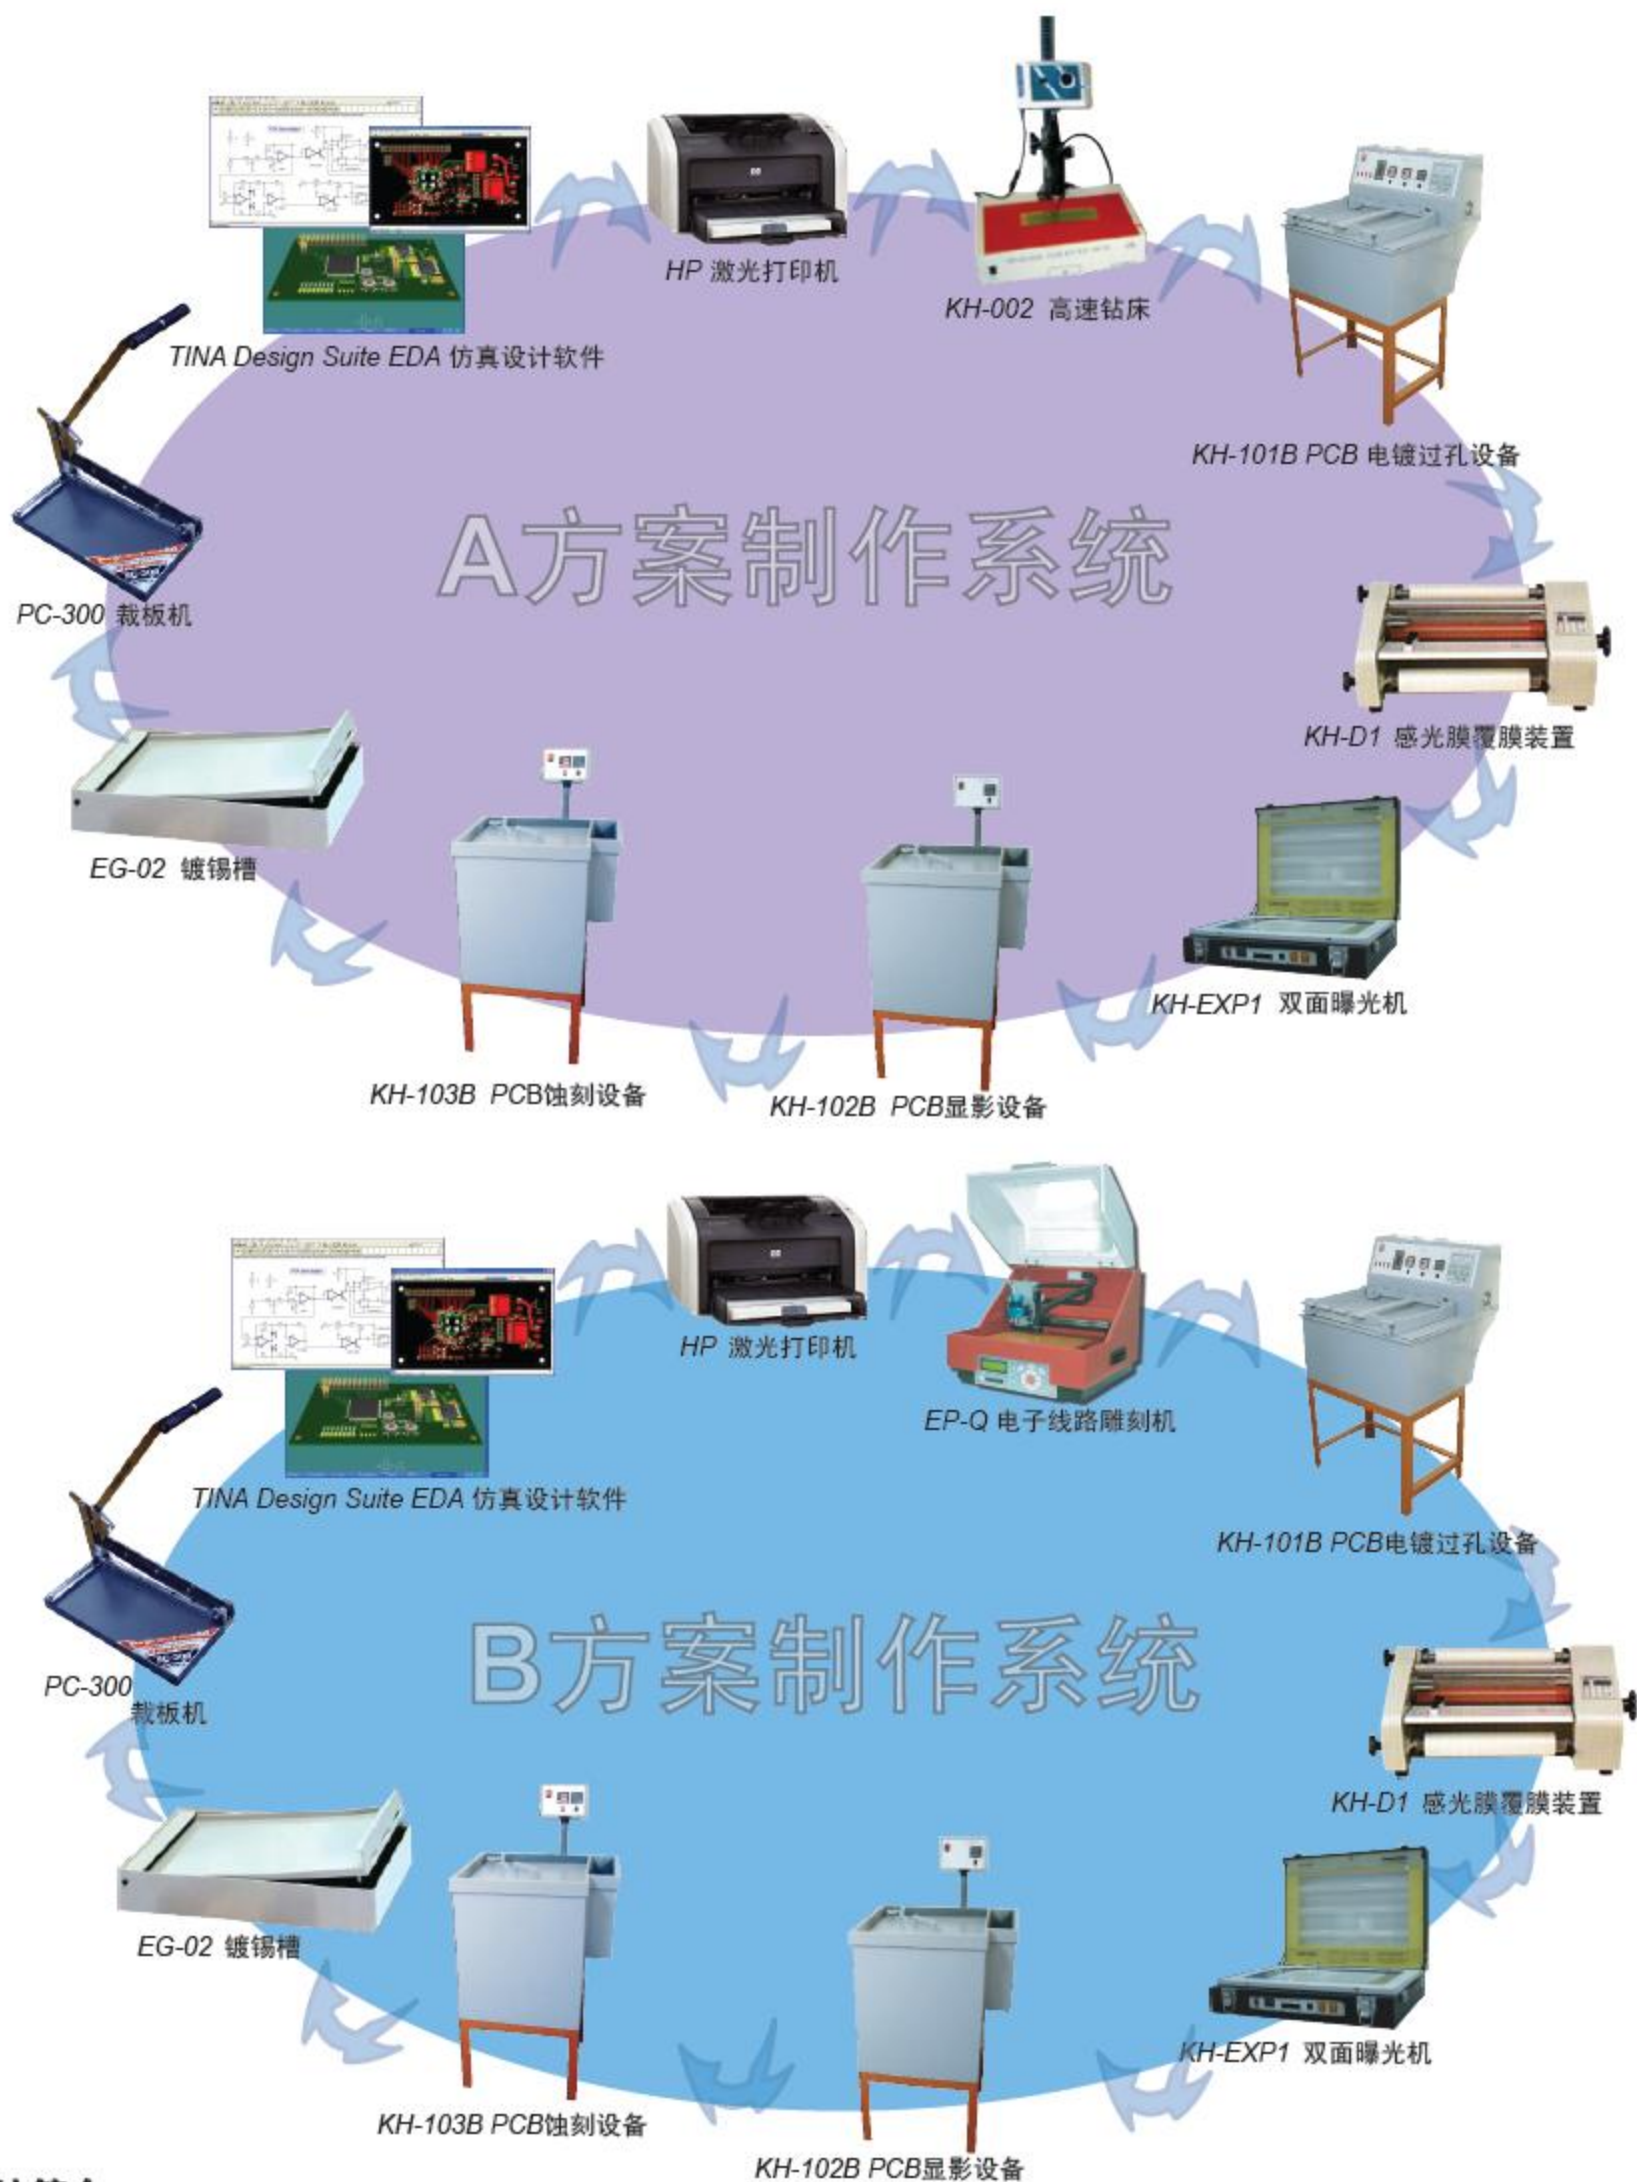 HP 激光打印机
KH-002 高速钻床
TINA Design Suite EDA 仿真设计软件
KH-101B PCB 电镀过孔设备
A方案制作系统
PC-300 裁板机
KH-D1 感光膜覆膜装置
EG-02 镀锡槽
KH-EXP1 双面曝光机
KH-103B PCB蚀刻设备
KH-102B PCB显影设备
HP 激光打印机
EP-Q 电子线路雕刻机
TINA Design Suite EDA 仿真设计软件
KH-101B PCB电镀过孔设备
B方案制作系统
PC-300
裁板机
KH-D1 感光膜覆膜装置
EG-02 镀锡槽
KH-EXP1 双面曝光机
KH-103B PCB蚀刻设备
KH-102B PCB显影设备